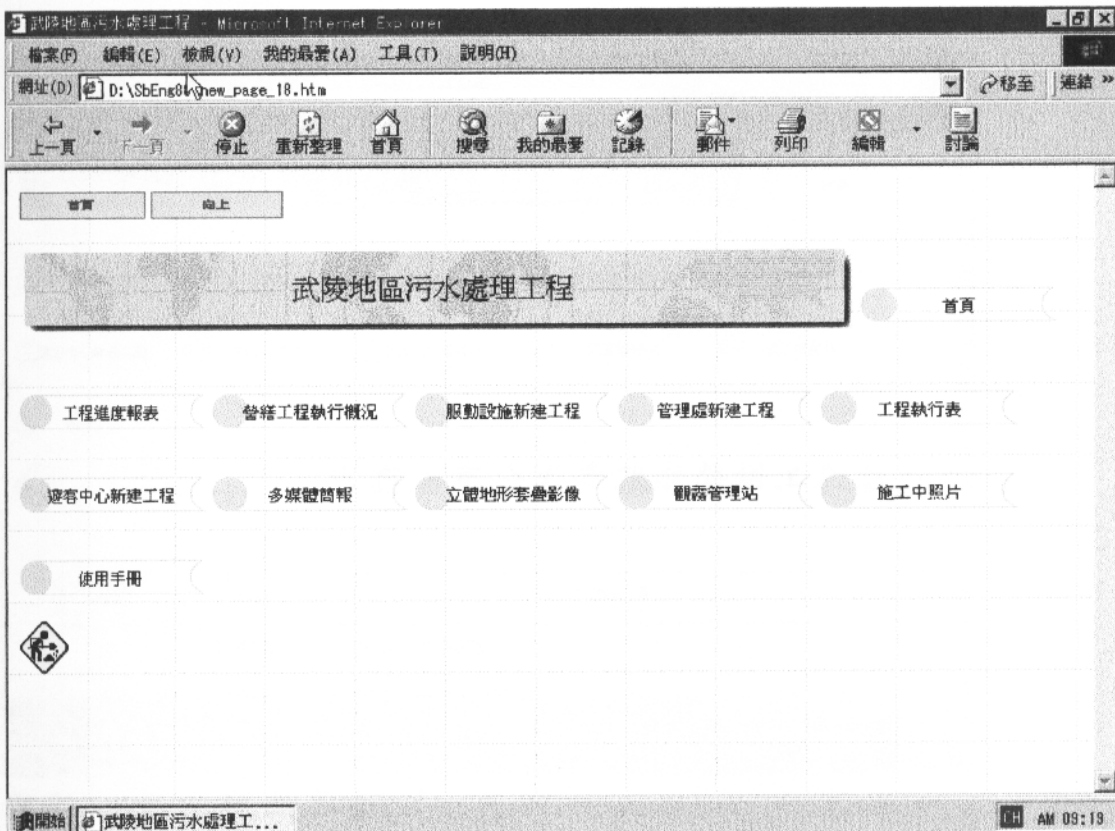 武陵地區污水處理工程 - Microsoft Internet Explorer
檔案(F) 編輯(E) 檢視(V) 我的最愛(A) 工具(T) 說明(H)
網址(D) D:\SbEng8\new_page_18.htm 移至 連結 »
上一頁 下一頁 停止 重新整理 首頁 搜尋 我的最愛 記錄 郵件 列印 編輯 討論
首頁 向上
武陵地區污水處理工程
首頁
工程進度報表 營繕工程執行概況 服勤設施新建工程 管理處新建工程 工程執行表
遊客中心新建工程 多媒體簡報 立體地形套疊影像 觀霧管理站 施工中照片
使用手冊
開始 武陵地區污水處理工... CH AM 09:19